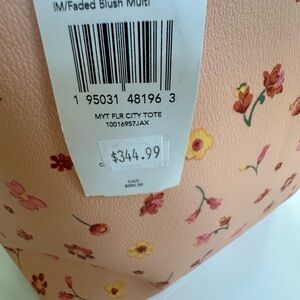 IM/Faded Blush Multi
1 95031 48196 3
MYT FLR CITY TOTE
10016957JAX
$344.99
CAD